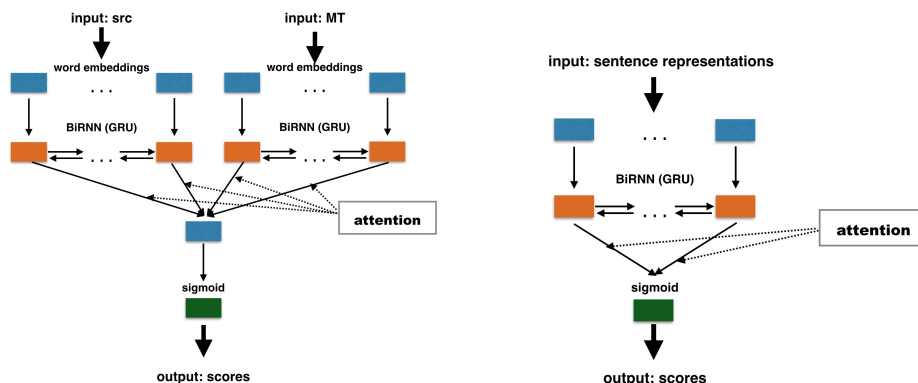 input: src
input: MT
word embeddings
word embeddings
. . .
. . .
BiRNN (GRU)
BiRNN (GRU)
. . .
. . .
attention
sigmoid
output: scores
input: sentence representations
. . .
BiRNN (GRU)
. . .
attention
sigmoid
output: scores